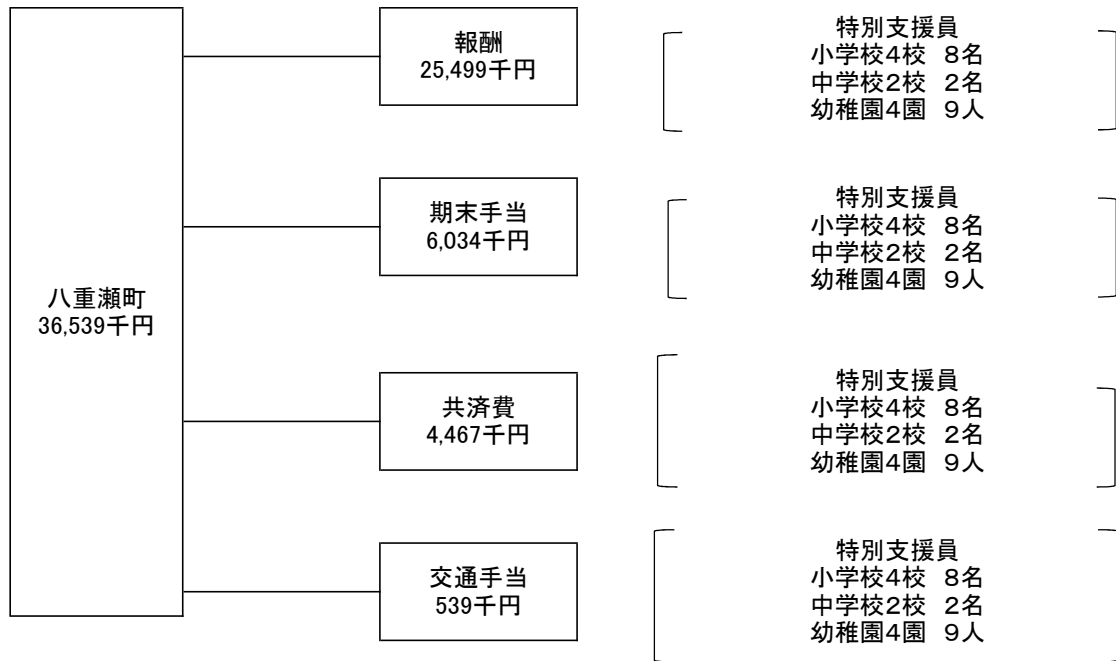 八重瀬町
36,539千円
報酬
25,499千円
特別支援員
小学校4校 8名
中学校2校 2名
幼稚園4園 9人
期末手当
6,034千円
特別支援員
小学校4校 8名
中学校2校 2名
幼稚園4園 9人
共済費
4,467千円
特別支援員
小学校4校 8名
中学校2校 2名
幼稚園4園 9人
交通手当
539千円
特別支援員
小学校4校 8名
中学校2校 2名
幼稚園4園 9人